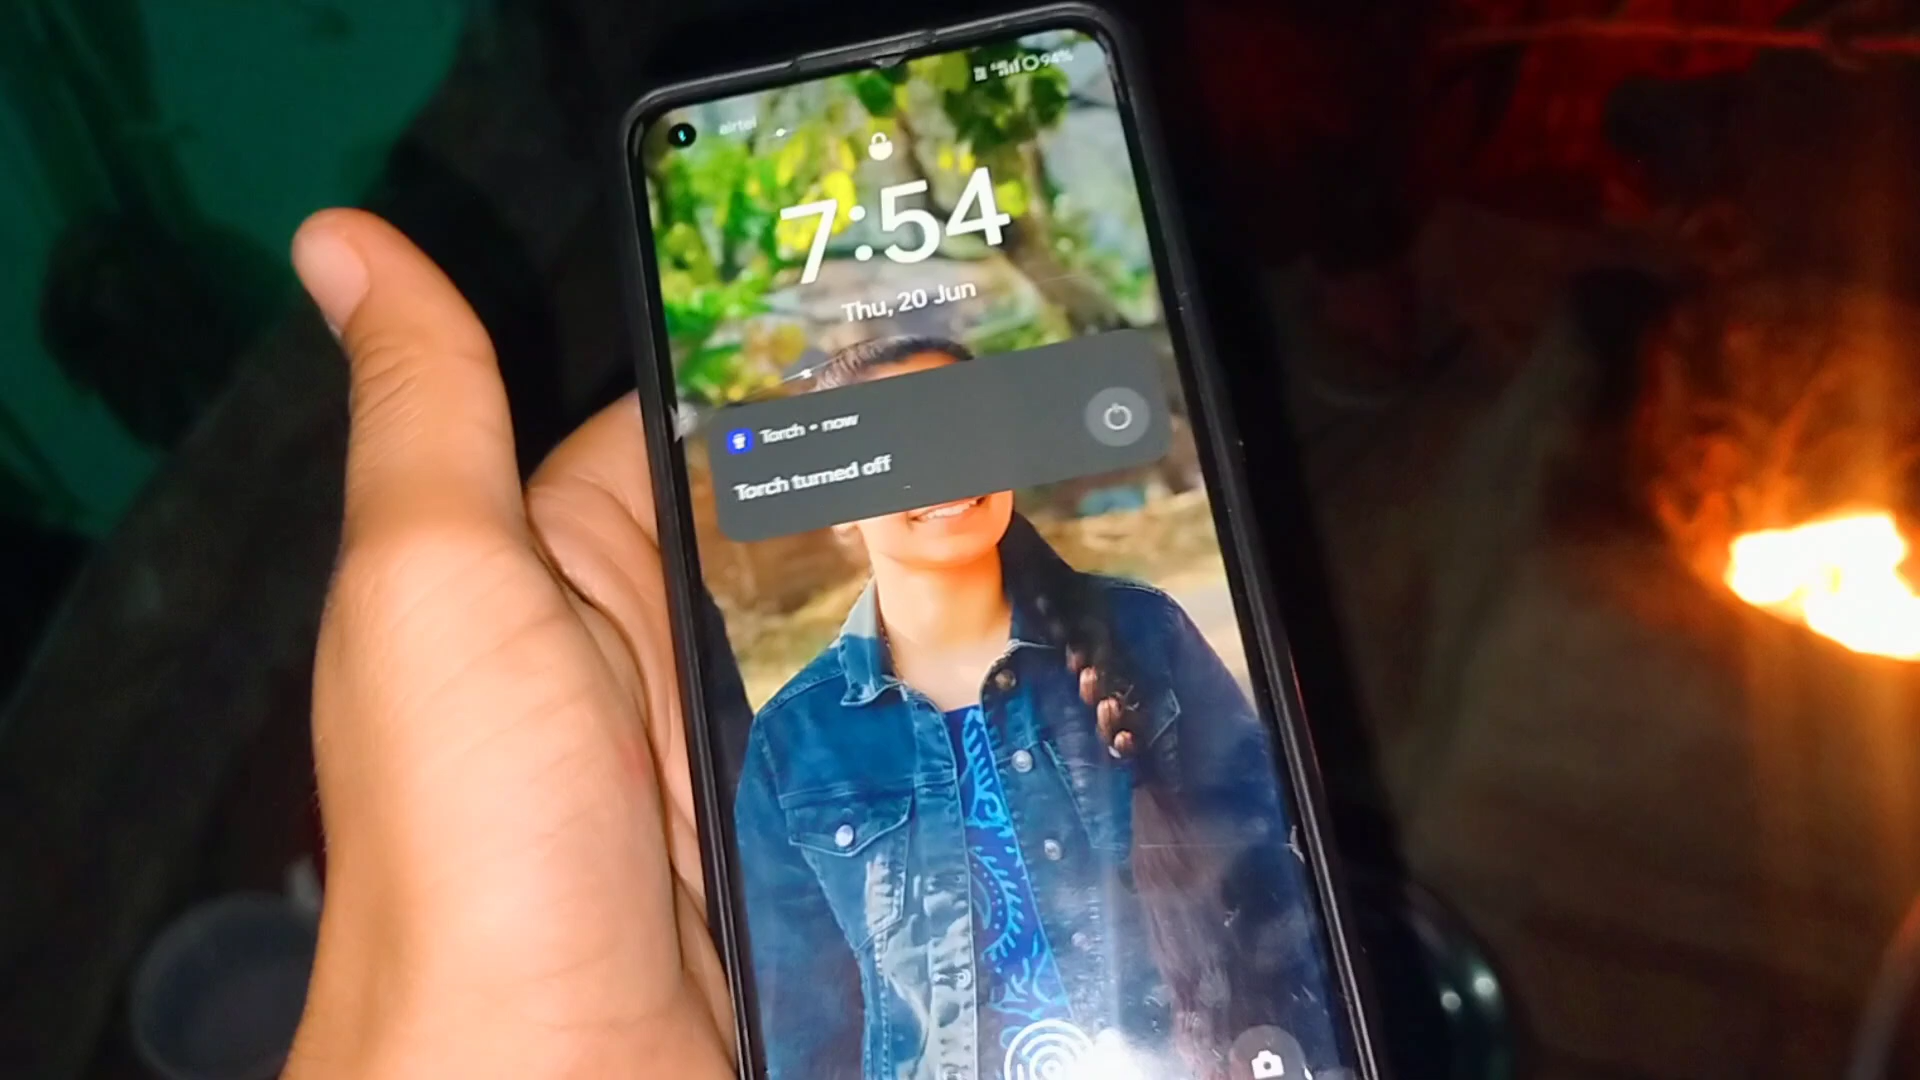 94%
airtel
7:54
Thu, 20 Jun
Torch • now
Torch turned off